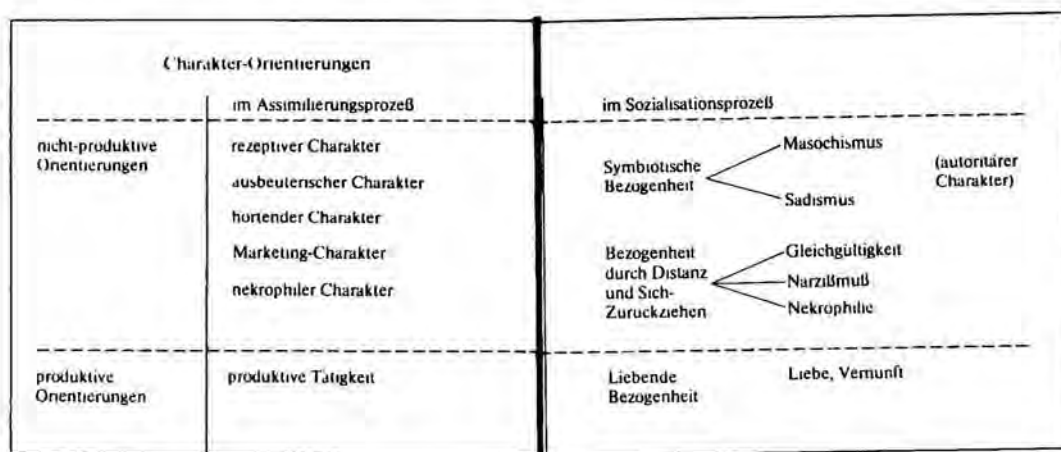 Charakter-Orientierungen
im Assimilierungsprozeß
im Sozialisationsprozeß
nicht-produktive
Orientierungen
rezeptiver Charakter
ausbeuterischer Charakter
hortender Charakter
Marketing-Charakter
nekrophiler Charakter
Symbiotische
Bezogenheit
Masochismus
Sadismus
(autoritärer
Charakter)
Bezogenheit
durch Distanz
und Sich-
Zurückziehen
Gleichgültigkeit
Narzißmuß
Nekrophilie
produktive
Orientierungen
produktive Tätigkeit
Liebende
Bezogenheit
Liebe, Vernunft